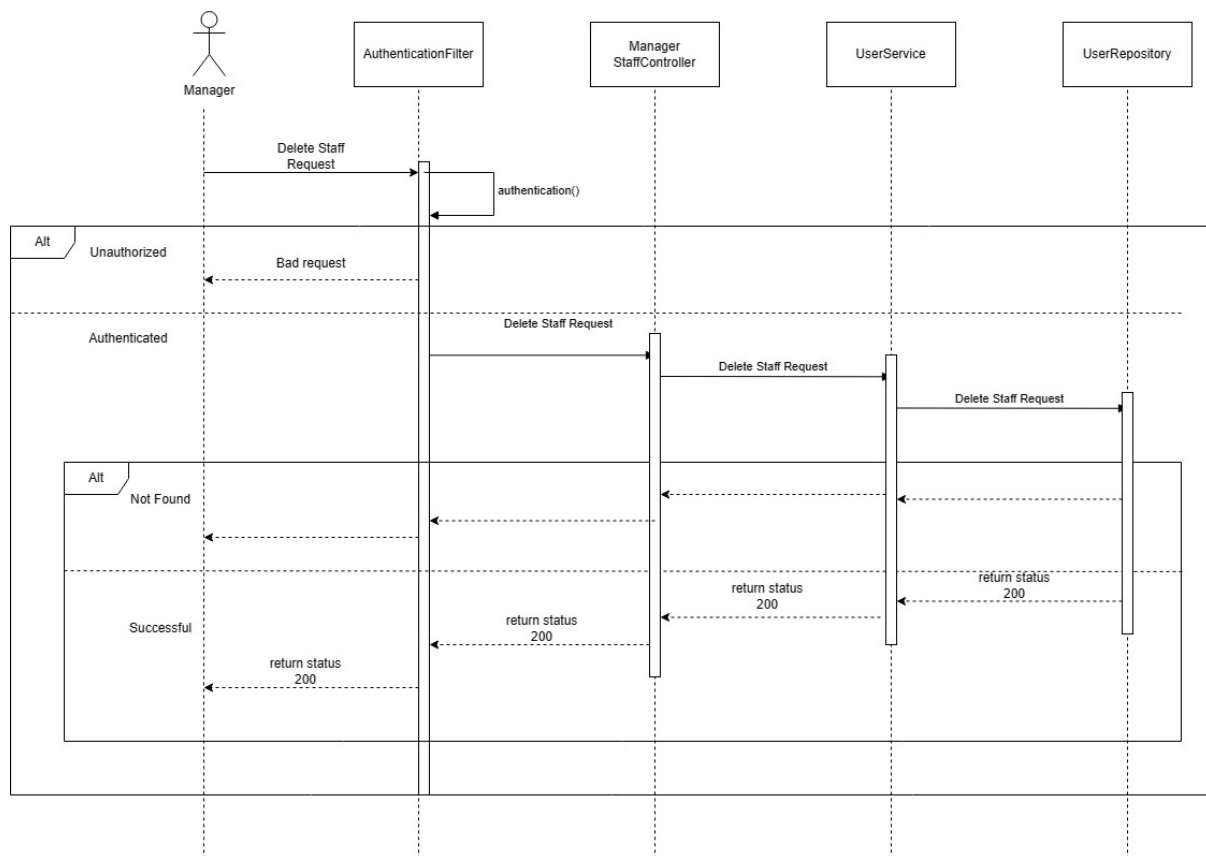 AuthenticationFilter
Manager
StaffController
UserService
UserRepository
Manager
Delete Staff
Request
authentication()
Alt
Unauthorized
Bad request
Authenticated
Delete Staff Request
Delete Staff Request
Delete Staff Request
Alt
Not Found
return status
200
return status
200
return status
200
Successful
return status
200